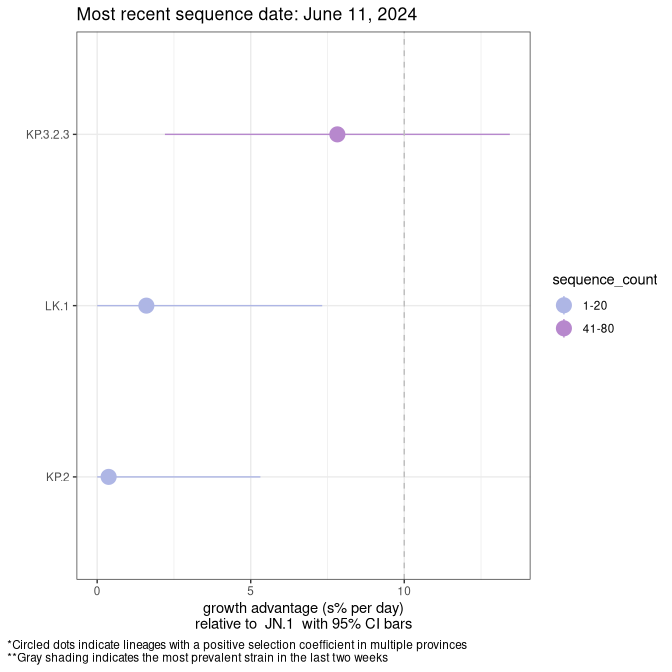 Most recent sequence date: June 11, 2024
KP.3.2.3
LK.1
KP.2
0
5
10
growth advantage (s% per day)
relative to JN.1 with 95% CI bars
sequence_count
1-20
41-80
*Circled dots indicate lineages with a positive selection coefficient in multiple provinces
**Gray shading indicates the most prevalent strain in the last two weeks